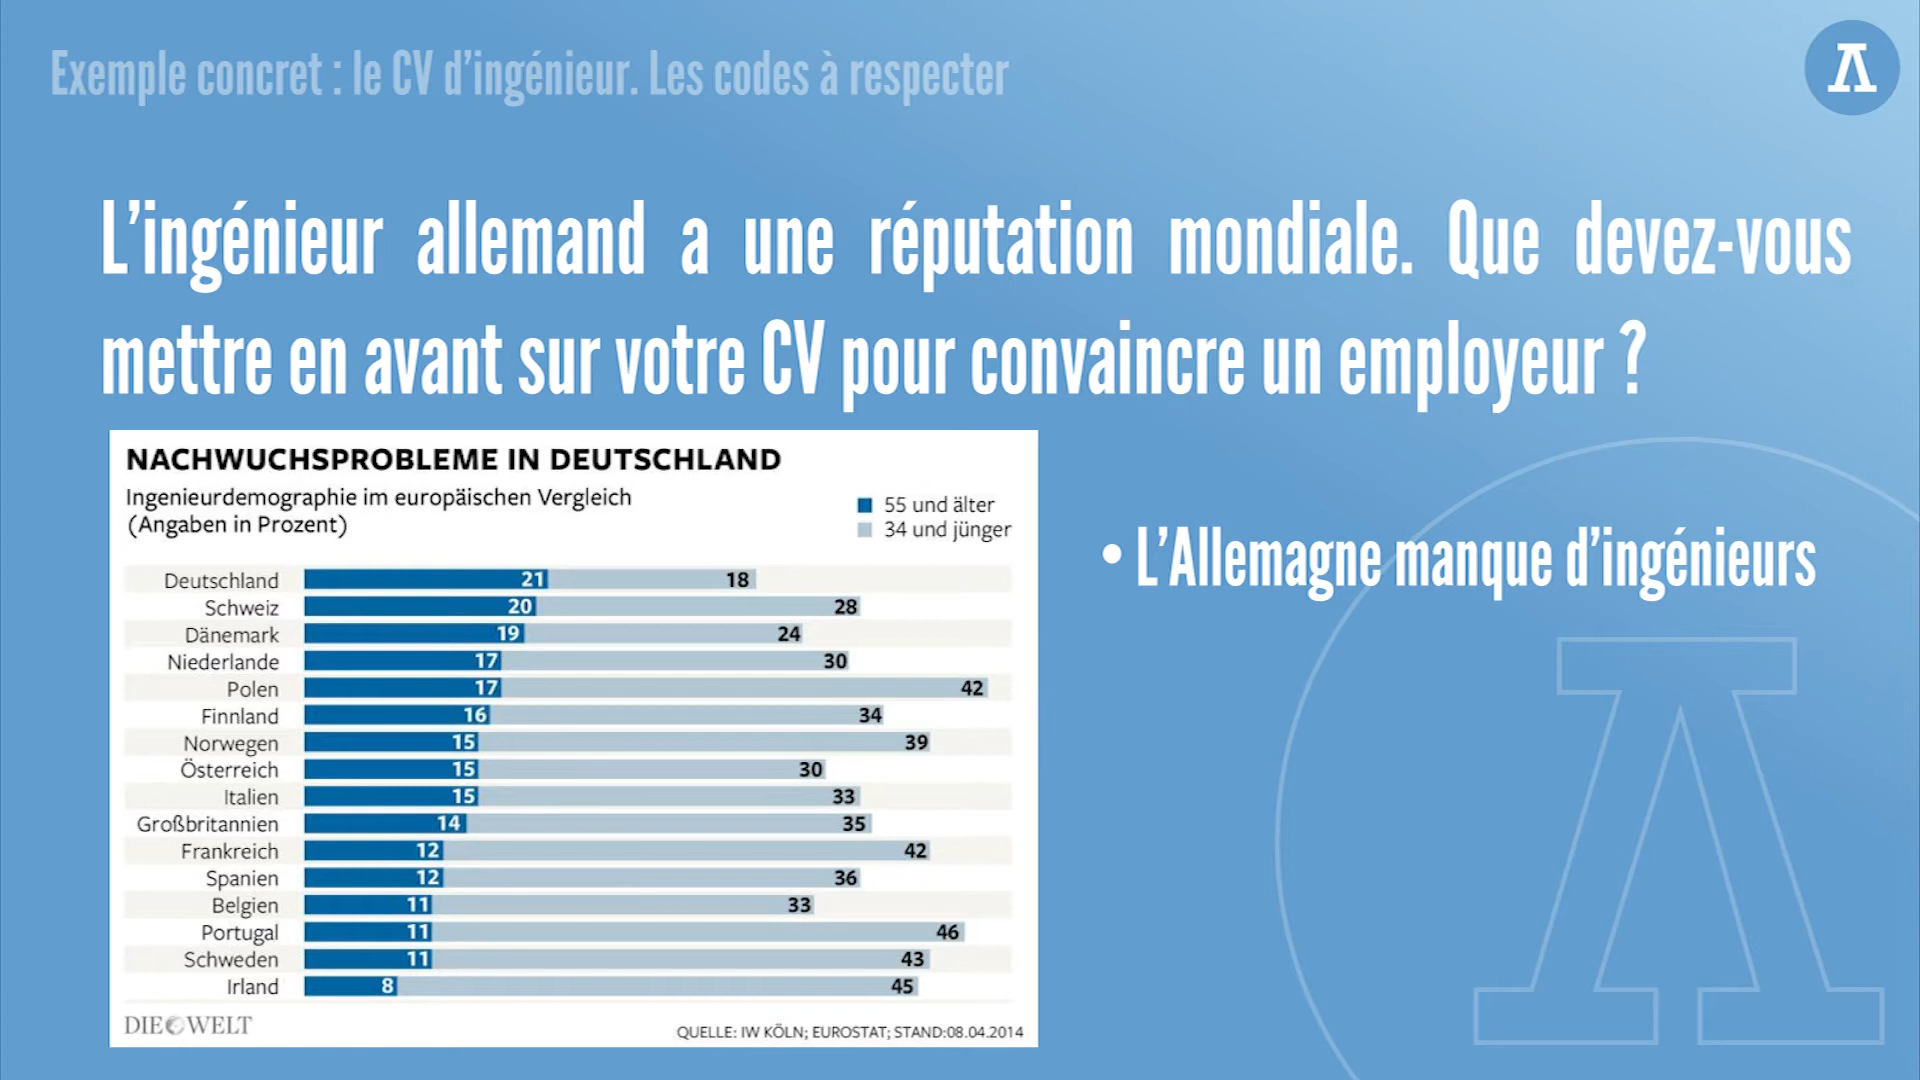 Exemple concret : le CV d’ingénieur. Les codes à respecter
L’ingénieur allemand a une réputation mondiale. Que devez-vous
mettre en avant sur votre CV pour convaincre un employeur ?
NACHWUCHSPROBLEME IN DEUTSCHLAND
Ingenieurdemographie im europäischen Vergleich
(Angaben in Prozent)
55 und älter
34 und jünger
Deutschland 21 18
Schweiz 20 28
Dänemark 19 24
Niederlande 17 30
Polen 17 42
Finnland 16 34
Norwegen 15 39
Österreich 15 30
Italien 15 33
Großbritannien 14 35
Frankreich 12 42
Spanien 12 36
Belgien 11 33
Portugal 11 46
Schweden 11 43
Irland 8 45
DIE WELT
QUELLE: IW KÖLN; EUROSTAT; STAND:08.04.2014
• L’Allemagne manque d’ingénieurs